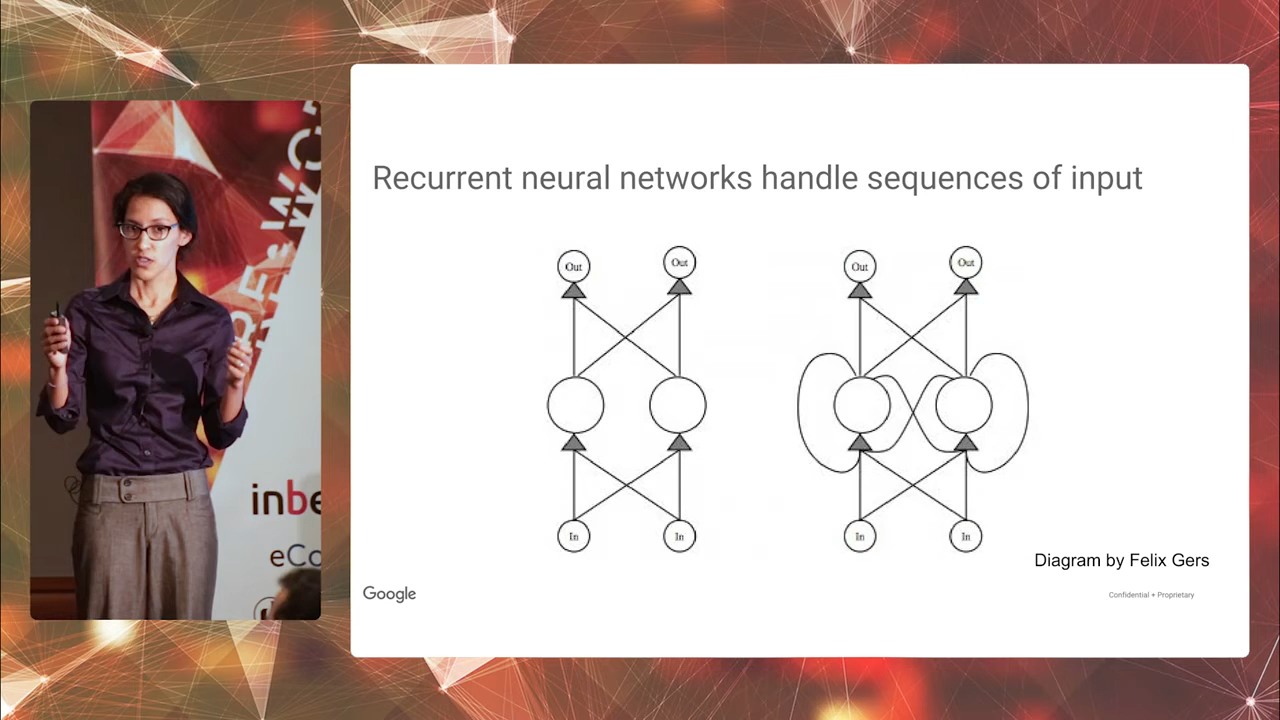 Recurrent neural networks handle sequences of input
Out Out Out Out
In In In In
Diagram by Felix Gers
Google
Confidential + Proprietary
inbe
eCo